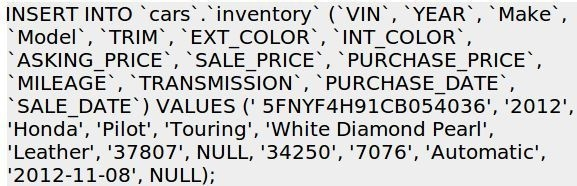 INSERT INTO `cars`.`inventory` (`VIN`, `YEAR`, `Make`,
`Model`, `TRIM`, `EXT_COLOR`, `INT_COLOR`,
`ASKING_PRICE`, `SALE_PRICE`, `PURCHASE_PRICE`,
`MILEAGE`, `TRANSMISSION`, `PURCHASE_DATE`,
`SALE_DATE`) VALUES (' 5FNYF4H91CB054036', '2012',
'Honda', 'Pilot', 'Touring', 'White Diamond Pearl',
'Leather', '37807', NULL, '34250', '7076', 'Automatic',
'2012-11-08', NULL);